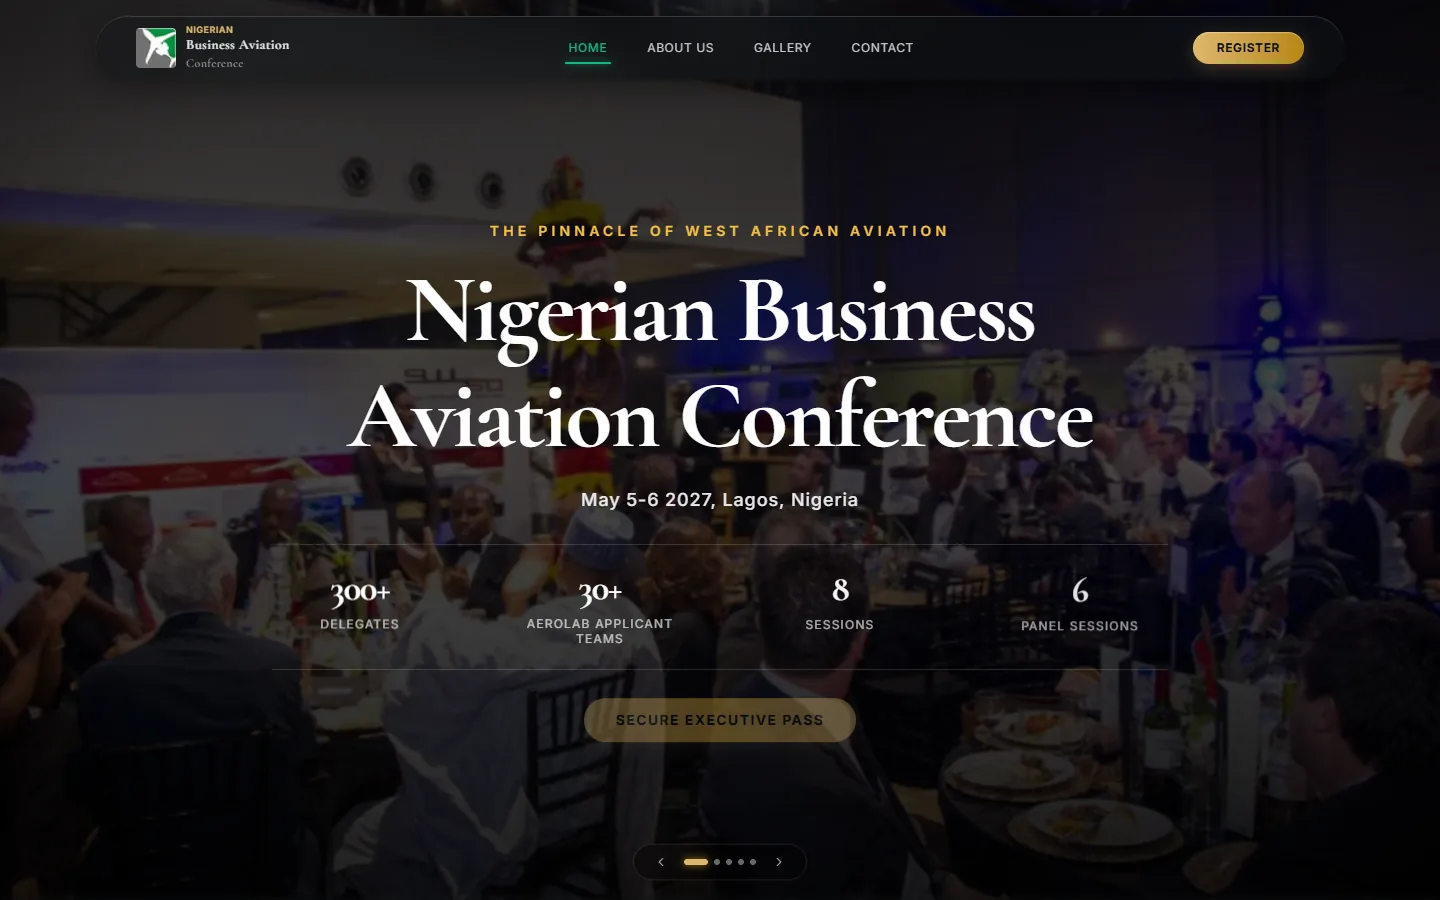 NIGERIAN
Business Aviation
Conference
HOME
ABOUT US
GALLERY
CONTACT
REGISTER
THE PINNACLE OF WEST AFRICAN AVIATION
Nigerian Business
Aviation Conference
May 5-6 2027, Lagos, Nigeria
300+
DELEGATES
30+
AEROLAB APPLICANT
TEAMS
8
SESSIONS
6
PANEL SESSIONS
SECURE EXECUTIVE PASS